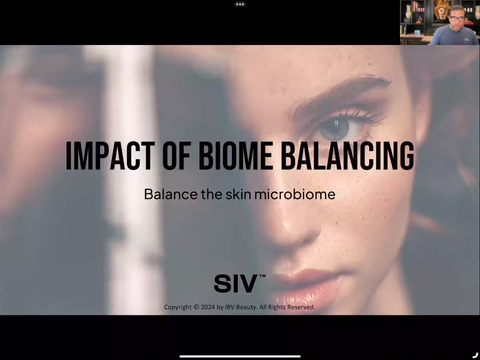 IMPACT OF BIOME BALANCING
Balance the skin microbiome
SIV™
Copyright © 2024 by IRV Beauty. All Rights Reserved.